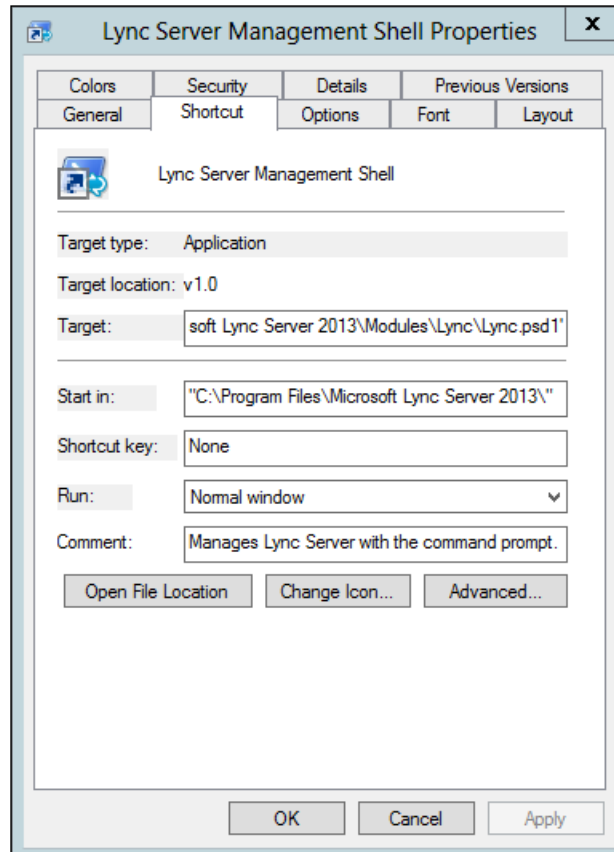 Lync Server Management Shell Properties x
Colors Security Details Previous Versions
General Shortcut Options Font Layout
Lync Server Management Shell
Target type: Application
Target location: v1.0
Target: soft Lync Server 2013\Modules\Lync\Lync.psd1'
Start in: "C:\Program Files\Microsoft Lync Server 2013\"
Shortcut key: None
Run: Normal window
Comment: Manages Lync Server with the command prompt.
Open File Location Change Icon... Advanced...
OK Cancel Apply